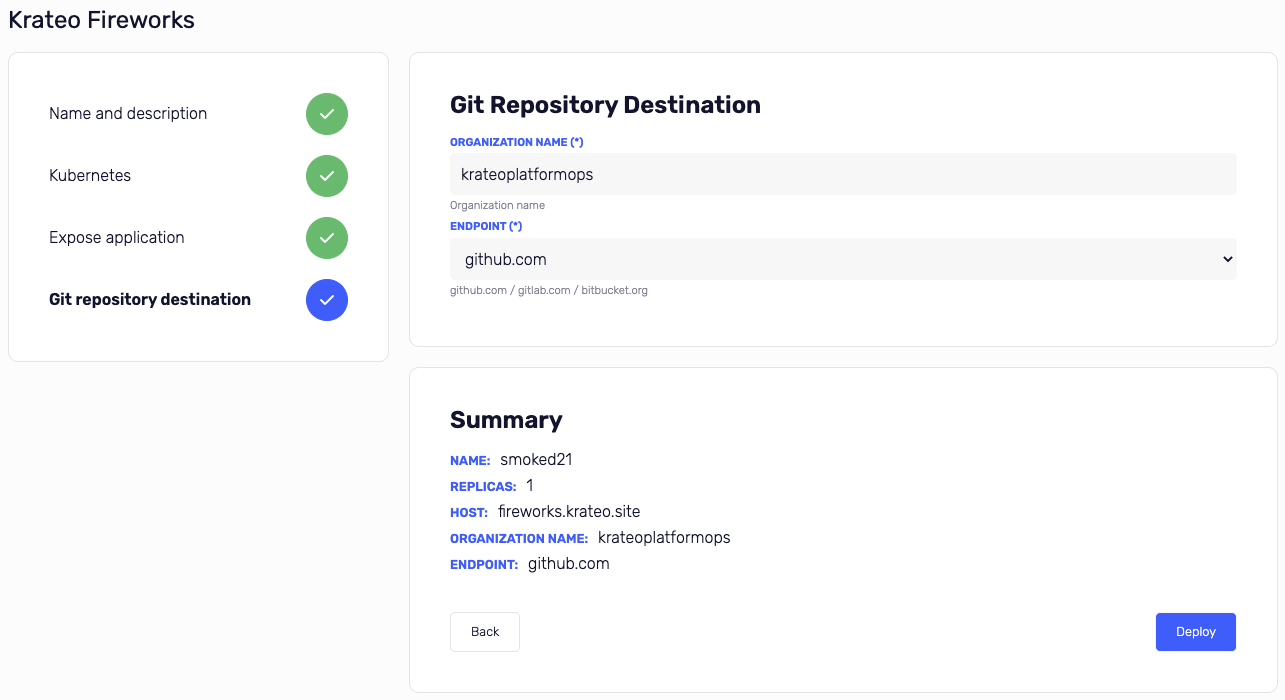 Krateo Fireworks
Name and description
Kubernetes
Expose application
Git repository destination
Git Repository Destination
ORGANIZATION NAME (*)
krateoplatformops
Organization name
ENDPOINT (*)
github.com
github.com / gitlab.com / bitbucket.org
Summary
NAME: smoked21
REPLICAS: 1
HOST: fireworks.krateo.site
ORGANIZATION NAME: krateoplatformops
ENDPOINT: github.com
Back
Deploy